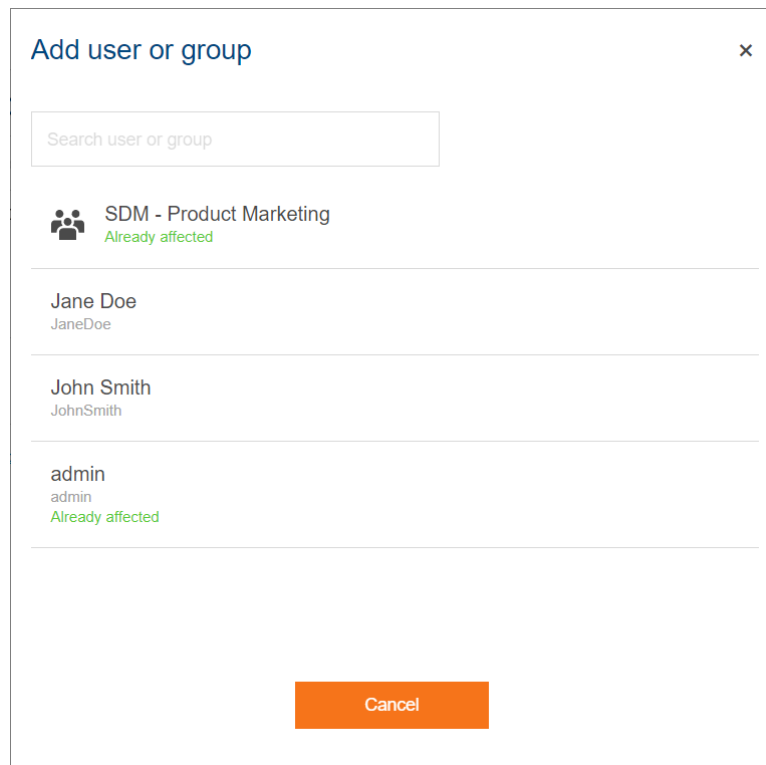 Add user or group
×
Search user or group
SDM - Product Marketing
Already affected
Jane Doe
JaneDoe
John Smith
JohnSmith
admin
admin
Already affected
Cancel